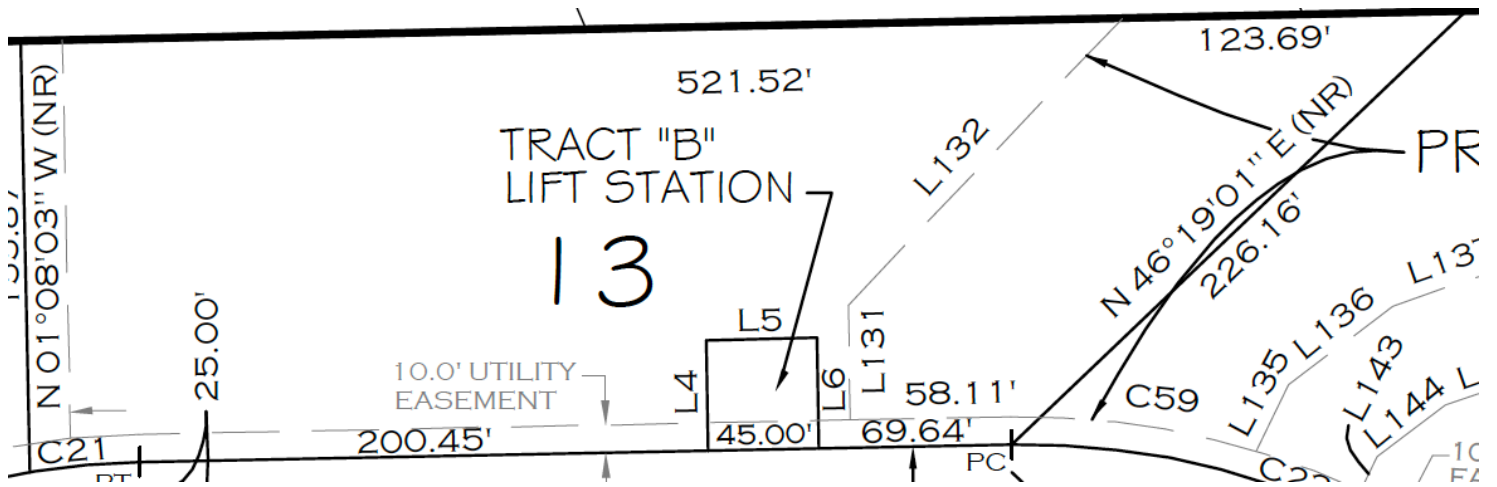 123.69'
521.52'
N 01°08'03" W (NR)
TRACT "B"
LIFT STATION
L132
N 46°19'01" E (NR)
226.16'
PR
13
25.00'
L5
L4
L6
L131
10.0' UTILITY
EASEMENT
L137
L136
L135
L143
L144
C59
58.11'
C21
200.45'
45.00'
69.64'
PT
PC